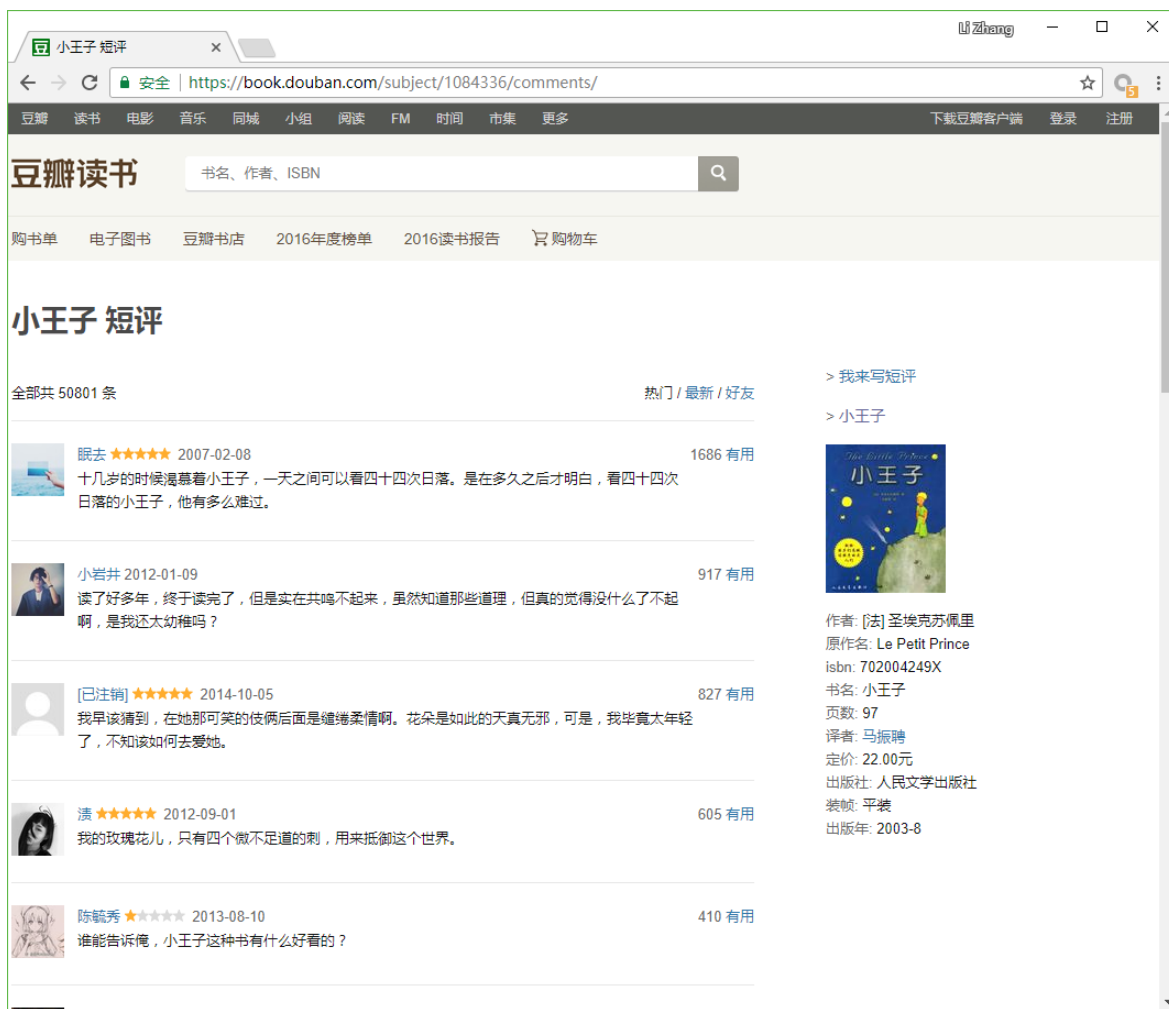 Li Zhang
小王子 短评
安全 | https://book.douban.com/subject/1084336/comments/
5
豆瓣 读书 电影 音乐 同城 小组 阅读 FM 时间 市集 更多 下载豆瓣客户端 登录 注册
豆瓣读书
书名、作者、ISBN
购书单 电子图书 豆瓣书店 2016年度榜单 2016读书报告 购物车
小王子 短评
全部共 50801 条 热门 / 最新 / 好友
眠去 2007-02-08 1686 有用
十几岁的时候渴慕着小王子，一天之间可以看四十四次日落。是在多久之后才明白，看四十四次
日落的小王子，他有多么难过。
小岩井 2012-01-09 917 有用
读了好多年，终于读完了，但是实在共鸣不起来，虽然知道那些道理，但真的觉得没什么了不起
啊，是我还太幼稚吗？
[已注销] 2014-10-05 827 有用
我早该猜到，在她那可笑的伎俩后面是缱绻柔情啊。花朵是如此的天真无邪，可是，我毕竟太年轻
了，不知该如何去爱她。
渍 2012-09-01 605 有用
我的玫瑰花儿，只有四个微不足道的刺，用来抵御这个世界。
陈毓秀 2013-08-10 410 有用
谁能告诉俺，小王子这种书有什么好看的？
> 我来写短评
> 小王子
The Little Prince
小王子
作者: [法] 圣埃克苏佩里
原作名: Le Petit Prince
isbn: 702004249X
书名: 小王子
页数: 97
译者: 马振骋
定价: 22.00元
出版社: 人民文学出版社
装帧: 平装
出版年: 2003-8